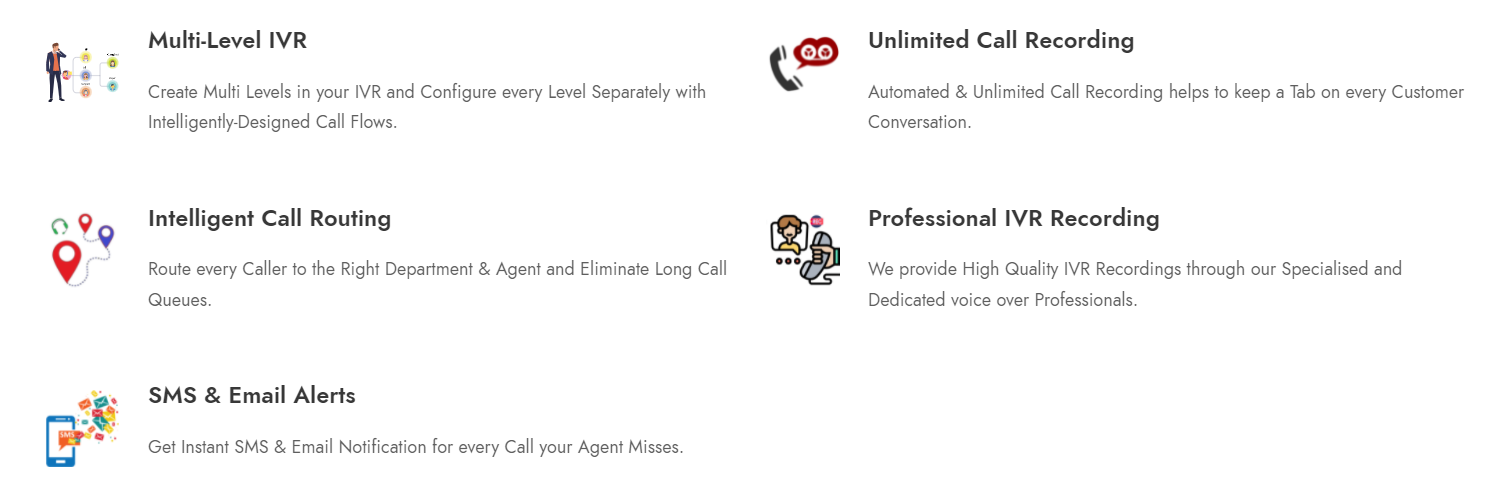 Multi-Level IVR
Create Multi Levels in your IVR and Configure every Level Separately with
Intelligently-Designed Call Flows.
Unlimited Call Recording
Automated & Unlimited Call Recording helps to keep a Tab on every Customer
Conversation.
Intelligent Call Routing
Route every Caller to the Right Department & Agent and Eliminate Long Call
Queues.
Professional IVR Recording
We provide High Quality IVR Recordings through our Specialised and
Dedicated voice over Professionals.
SMS & Email Alerts
Get Instant SMS & Email Notification for every Call your Agent Misses.
SMS